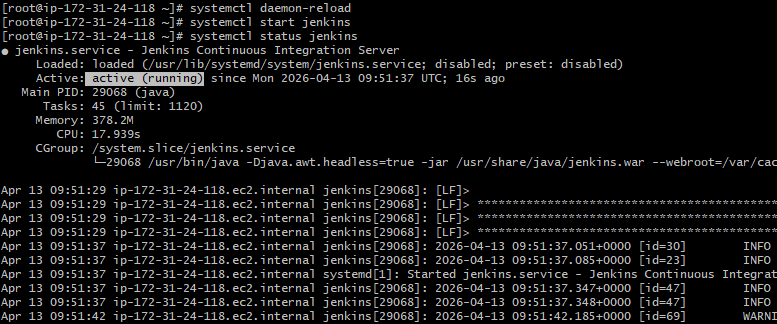 [root@ip-172-31-24-118 ~]# systemctl daemon-reload
[root@ip-172-31-24-118 ~]# systemctl start jenkins
[root@ip-172-31-24-118 ~]# systemctl status jenkins
● jenkins.service - Jenkins Continuous Integration Server
     Loaded: loaded (/usr/lib/systemd/system/jenkins.service; disabled; preset: disabled)
     Active: active (running) since Mon 2026-04-13 09:51:37 UTC; 16s ago
   Main PID: 29068 (java)
      Tasks: 45 (limit: 1120)
     Memory: 378.2M
        CPU: 17.939s
     CGroup: /system.slice/jenkins.service
             └─29068 /usr/bin/java -Djava.awt.headless=true -jar /usr/share/java/jenkins.war --webroot=/var/cac
Apr 13 09:51:29 ip-172-31-24-118.ec2.internal jenkins[29068]: [LF]>
Apr 13 09:51:29 ip-172-31-24-118.ec2.internal jenkins[29068]: [LF]> *******************************************
Apr 13 09:51:29 ip-172-31-24-118.ec2.internal jenkins[29068]: [LF]> *******************************************
Apr 13 09:51:29 ip-172-31-24-118.ec2.internal jenkins[29068]: [LF]> *******************************************
Apr 13 09:51:37 ip-172-31-24-118.ec2.internal jenkins[29068]: 2026-04-13 09:51:37.051+0000 [id=30]        INFO
Apr 13 09:51:37 ip-172-31-24-118.ec2.internal jenkins[29068]: 2026-04-13 09:51:37.085+0000 [id=23]        INFO
Apr 13 09:51:37 ip-172-31-24-118.ec2.internal systemd[1]: Started jenkins.service - Jenkins Continuous Integrat
Apr 13 09:51:37 ip-172-31-24-118.ec2.internal jenkins[29068]: 2026-04-13 09:51:37.347+0000 [id=47]        INFO
Apr 13 09:51:37 ip-172-31-24-118.ec2.internal jenkins[29068]: 2026-04-13 09:51:37.348+0000 [id=47]        INFO
Apr 13 09:51:42 ip-172-31-24-118.ec2.internal jenkins[29068]: 2026-04-13 09:51:42.185+0000 [id=69]        WARNI